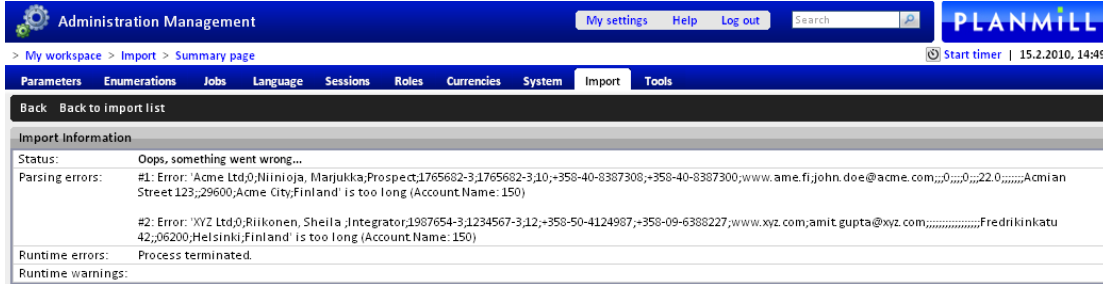 Administration Management
My settings Help Log out Search
PLANMILL
> My workspace > Import > Summary page
Start timer | 15.2.2010, 14:49
Parameters Enumerations Jobs Language Sessions Roles Currencies System Import Tools
Back Back to import list
Import Information
Status: Oops, something went wrong...
Parsing errors: #1: Error: 'Acme Ltd;0;Niinioja, Marjukka;Prospect;1765682-3;1765682-3;10;+358-40-8387308;+358-40-8387300;www.ame.fi;john.doe@acme.com;;;0;;;;0;;;22.0;;;;;;;Acmian
Street 123;;29600;Acme City;Finland' is too long (Account Name: 150)
#2: Error: 'XYZ Ltd;0;Riikonen, Sheila ;Integrator;1987654-3;1234567-3;12;+358-50-4124987;+358-09-6388227;www.xyz.com;amit.gupta@xyz.com;;;;;;;;;;;;;;;;;Fredrikinkatu
42;;06200;Helsinki;Finland' is too long (Account Name: 150)
Runtime errors: Process terminated.
Runtime warnings: